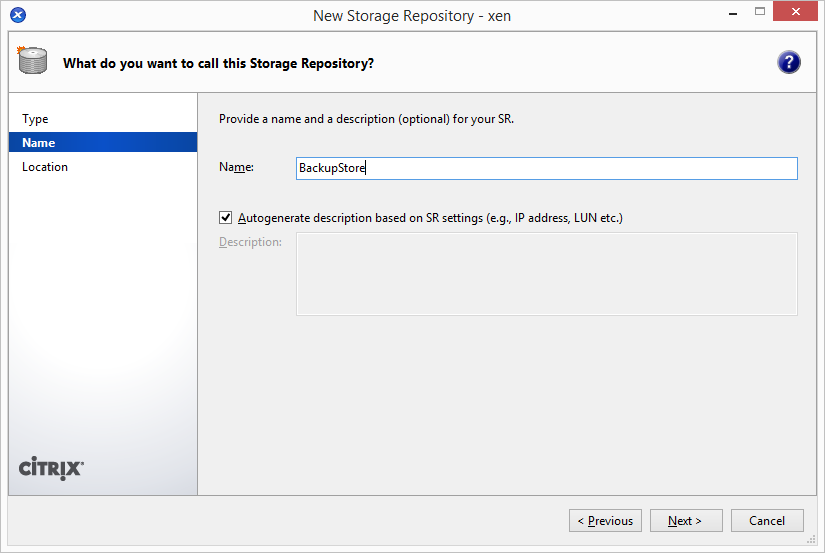 New Storage Repository - xen
What do you want to call this Storage Repository?
?
Type
Name
Location
Provide a name and a description (optional) for your SR.
Name: BackupStore
Autogenerate description based on SR settings (e.g., IP address, LUN etc.)
Description:
CITRIX
< Previous Next > Cancel